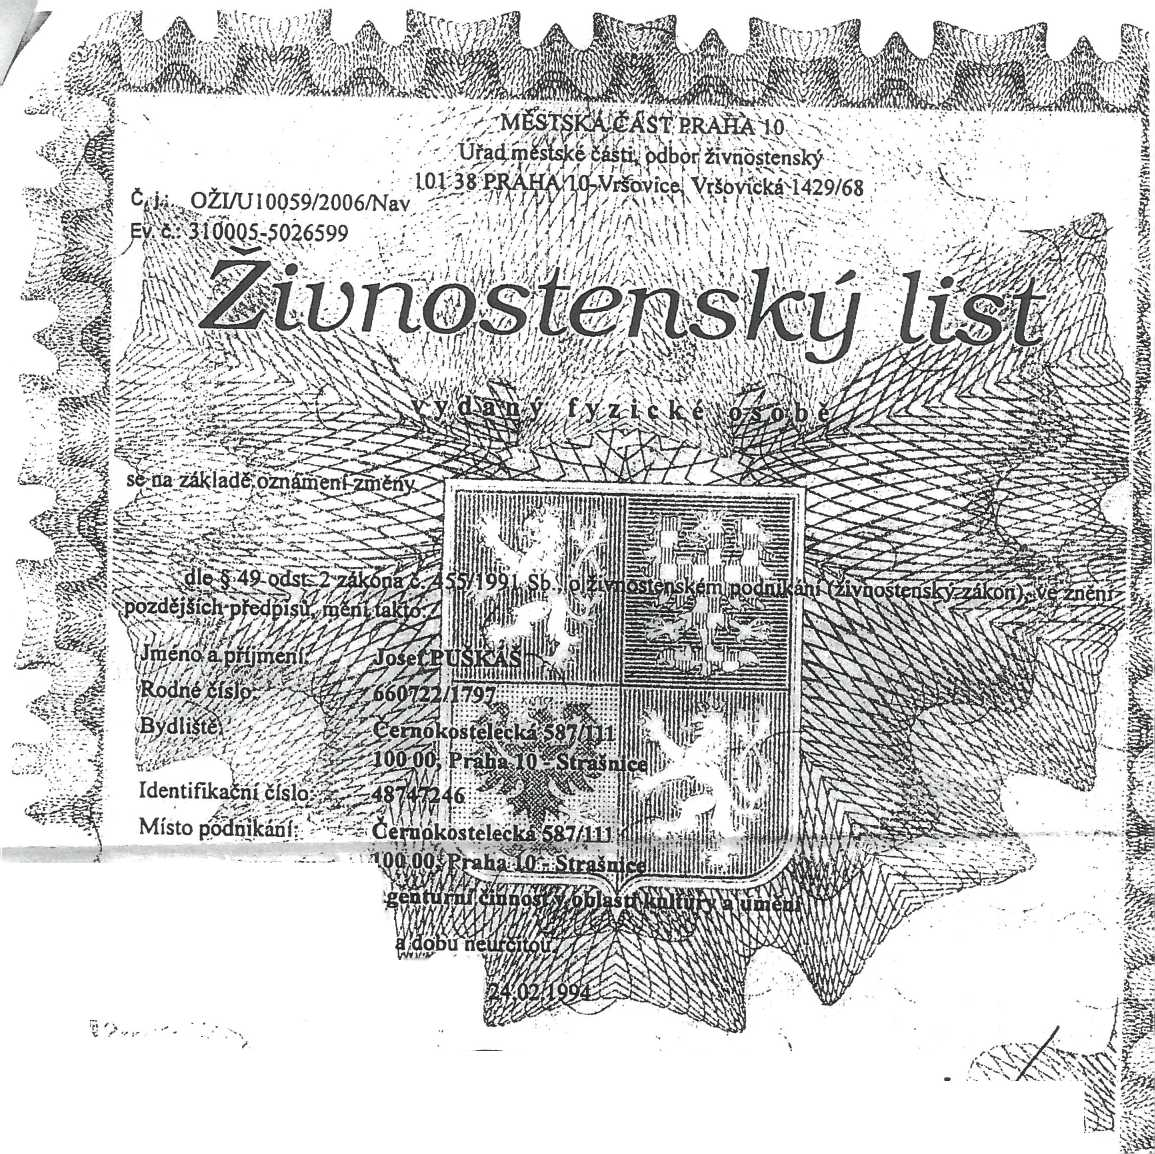 MĚSTSKÁ ČÁST PRAHA 10
Úřad městské části, odbor živnostenský
101 38 PRAHA 10-Vršovice, Vršovická 1429/68
Č. j.: OŽI/U10059/2006/Nav
Ev. č.: 310005-5026599
Živnostenský list
vydaný fyzické osobě
se na základě oznámení změny
dle § 49 odst. 2 zákona č. 455/1991 Sb., o živnostenském podnikání (živnostenský zákon), ve znění
pozdějších předpisů, mění takto:
Jméno a příjmení: Josef PUŠKÁŠ
Rodné číslo: 660722/1797
Bydliště: Černokostelecká 587/111
100 00, Praha 10 - Strašnice
Identifikační číslo: 48747246
Místo podnikání: Černokostelecká 587/111
100 00, Praha 10 - Strašnice
genturní činnost v oblasti kultury a umění
a dobu neurčitou
24.02.1994